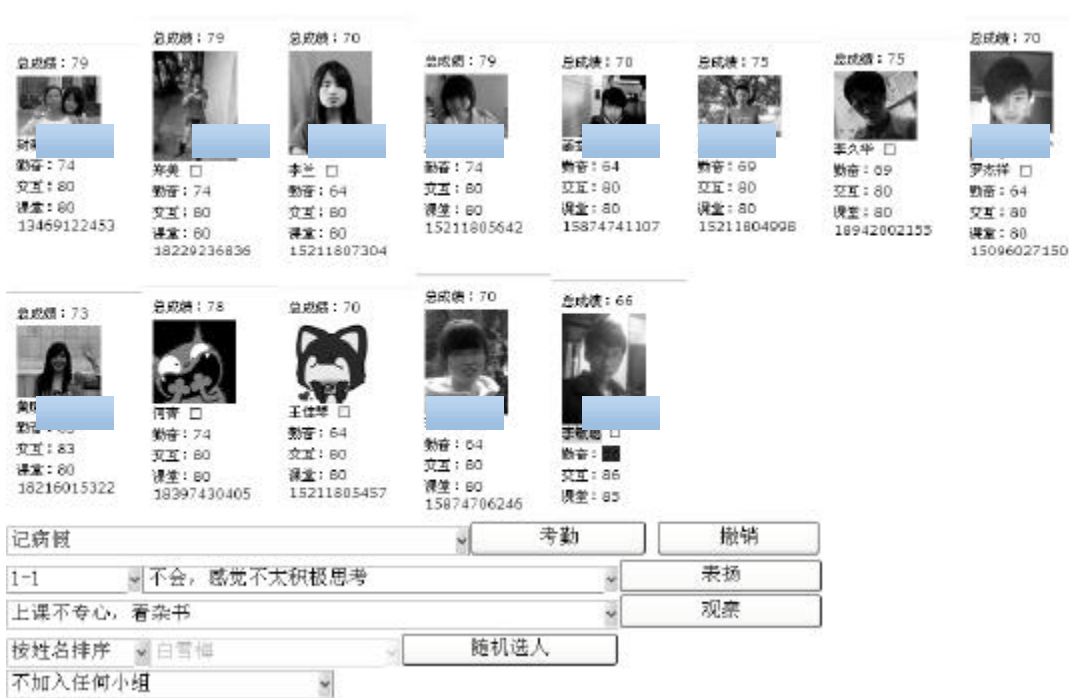 总成绩：79
勤奋：74
交互：80
课堂：80
13469122453
总成绩：79
郑美
勤奋：74
交互：80
课堂：80
18229236836
总成绩：70
李兰
勤奋：64
交互：80
课堂：80
15211807304
总成绩：79
勤奋：74
交互：80
课堂：80
15211805642
总成绩：70
勤奋：64
交互：80
课堂：80
15874741107
总成绩：75
勤奋：69
交互：80
课堂：80
15211804998
总成绩：75
李久华
勤奋：69
交互：80
课堂：80
18942002155
总成绩：70
罗杰祥
勤奋：64
交互：80
课堂：80
15096027150
总成绩：73
交互：83
课堂：80
18216015322
总成绩：78
何青
勤奋：74
交互：80
课堂：80
18397430405
总成绩：70
王佳琴
勤奋：64
交互：80
课堂：80
15211805457
总成绩：70
勤奋：64
交互：80
课堂：80
15874706246
总成绩：66
勤奋：
交互：86
课堂：85
记病假 考勤 撤销
1-1 不会，感觉不太积极思考 表扬
上课不专心，看杂书 观察
按姓名排序 白雪梅 随机选人
不加入任何小组